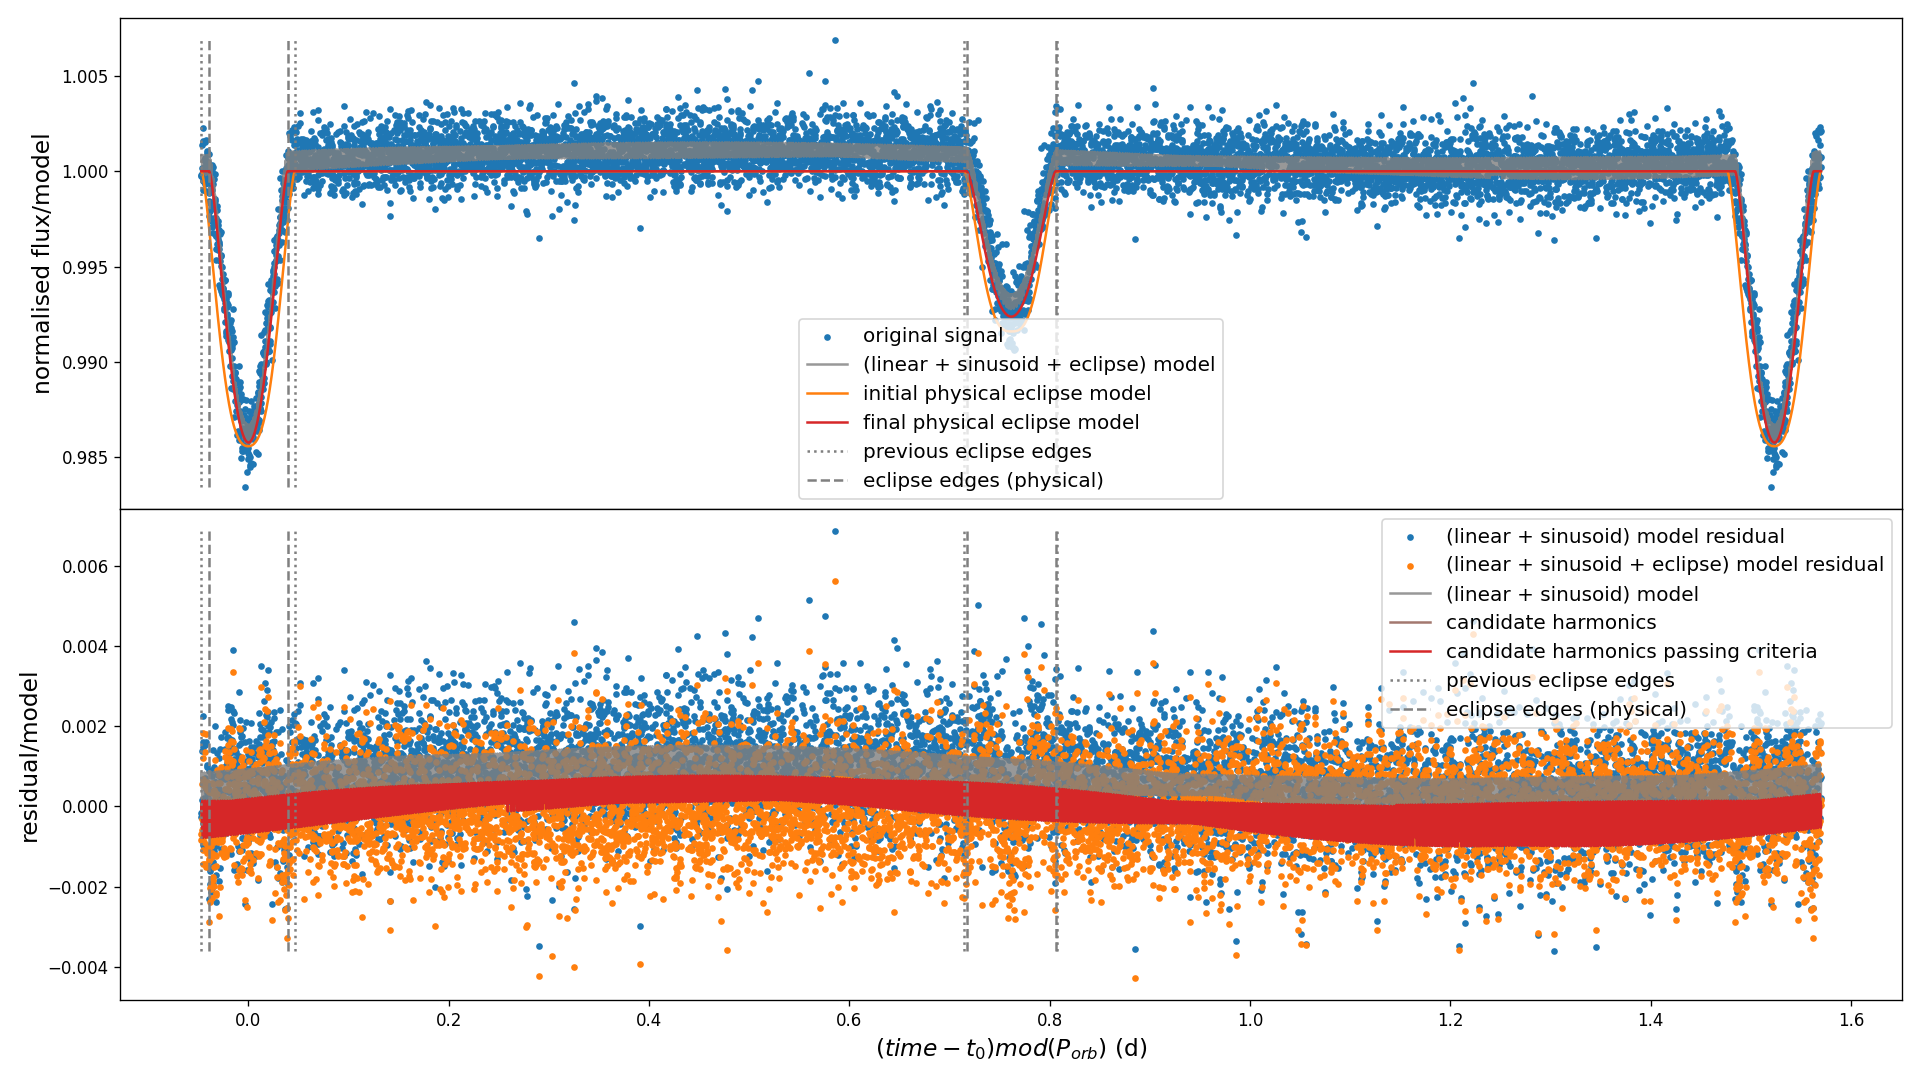 normalised flux/model
1.005
1.000
0.995
0.990
0.985
original signal
(linear + sinusoid + eclipse) model
initial physical eclipse model
final physical eclipse model
previous eclipse edges
eclipse edges (physical)
residual/model
0.006
0.004
0.002
0.000
−0.002
−0.004
(linear + sinusoid) model residual
(linear + sinusoid + eclipse) model residual
(linear + sinusoid) model
candidate harmonics
candidate harmonics passing criteria
previous eclipse edges
eclipse edges (physical)
0.0 0.2 0.4 0.6 0.8 1.0 1.2 1.4 1.6
(time − t₀)mod(P_orb) (d)